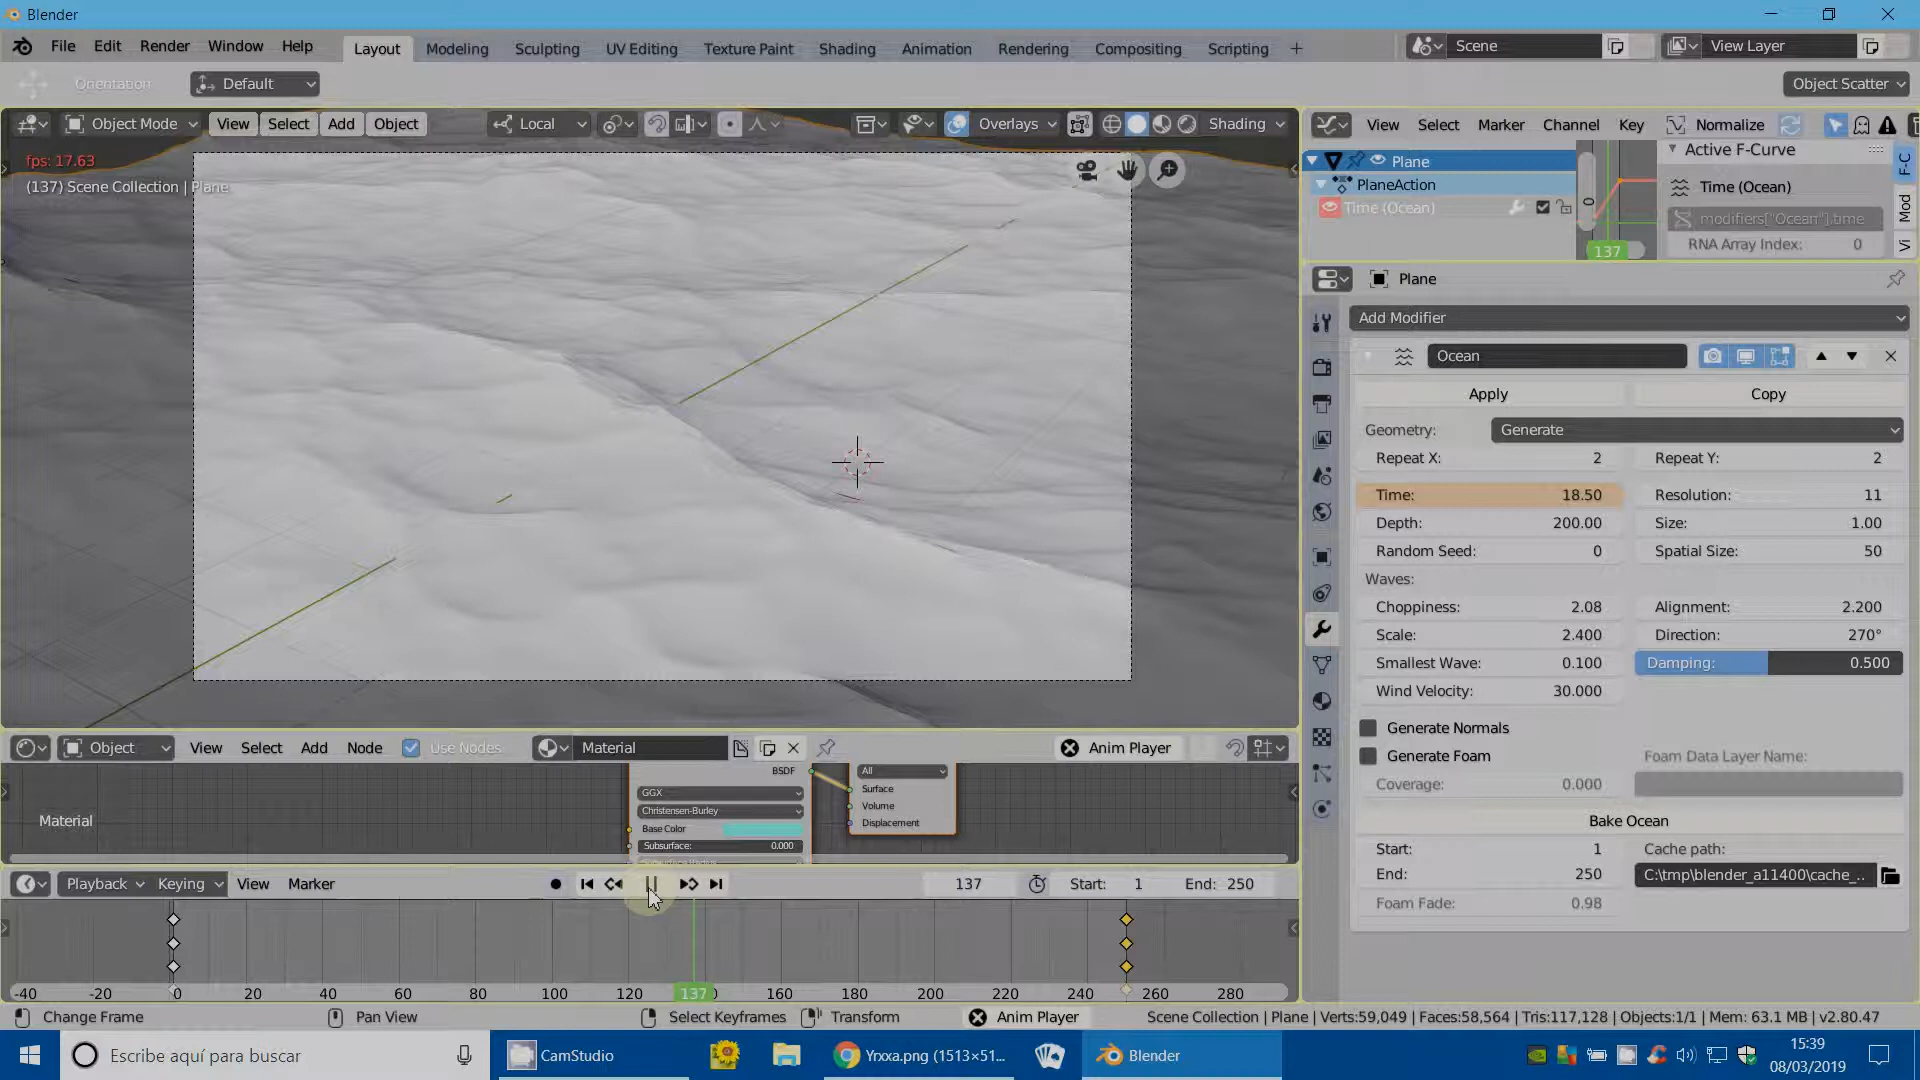 Blender
File Edit Render Window Help Layout Modeling Sculpting UV Editing Texture Paint Shading Animation Rendering Compositing Scripting + Scene View Layer
Orientation Default Object Scatter
Object Mode View Select Add Object Local Overlays Shading
View Select Marker Channel Key Normalize
fps: 17.63
(137) Scene Collection | Plane
Plane
PlaneAction
Time (Ocean)
0
137
Active F-Curve
Time (Ocean)
modifiers["Ocean"].time
RNA Array Index: 0
F-C
Mod
Vi
Plane
Add Modifier
Ocean
Apply Copy
Geometry: Generate
Repeat X: 2 Repeat Y: 2
Time: 18.50 Resolution: 11
Depth: 200.00 Size: 1.00
Random Seed: 0 Spatial Size: 50
Waves:
Choppiness: 2.08 Alignment: 2.200
Scale: 2.400 Direction: 270°
Smallest Wave: 0.100 Damping: 0.500
Wind Velocity: 30.000
Generate Normals
Generate Foam Foam Data Layer Name:
Coverage: 0.000
Bake Ocean
Start: 1 Cache path:
End: 250 C:\tmp\blender_a11400\cache_..
Foam Fade: 0.98
Object View Select Add Node Use Nodes Material Anim Player
BSDF
GGX
Christensen-Burley
Base Color
Subsurface: 0.000
All
Surface
Volume
Displacement
Material
Playback Keying View Marker 137 Start: 1 End: 250
-40 -20 0 20 40 60 80 100 120 137 160 180 200 220 240 260 280
Change Frame Pan View Select Keyframes Transform Anim Player Scene Collection | Plane | Verts:59,049 | Faces:58,564 | Tris:117,128 | Objects:1/1 | Mem: 63.1 MB | v2.80.47
Escribe aquí para buscar CamStudio Yrxxa.png (1513×51... Blender
15:39
08/03/2019